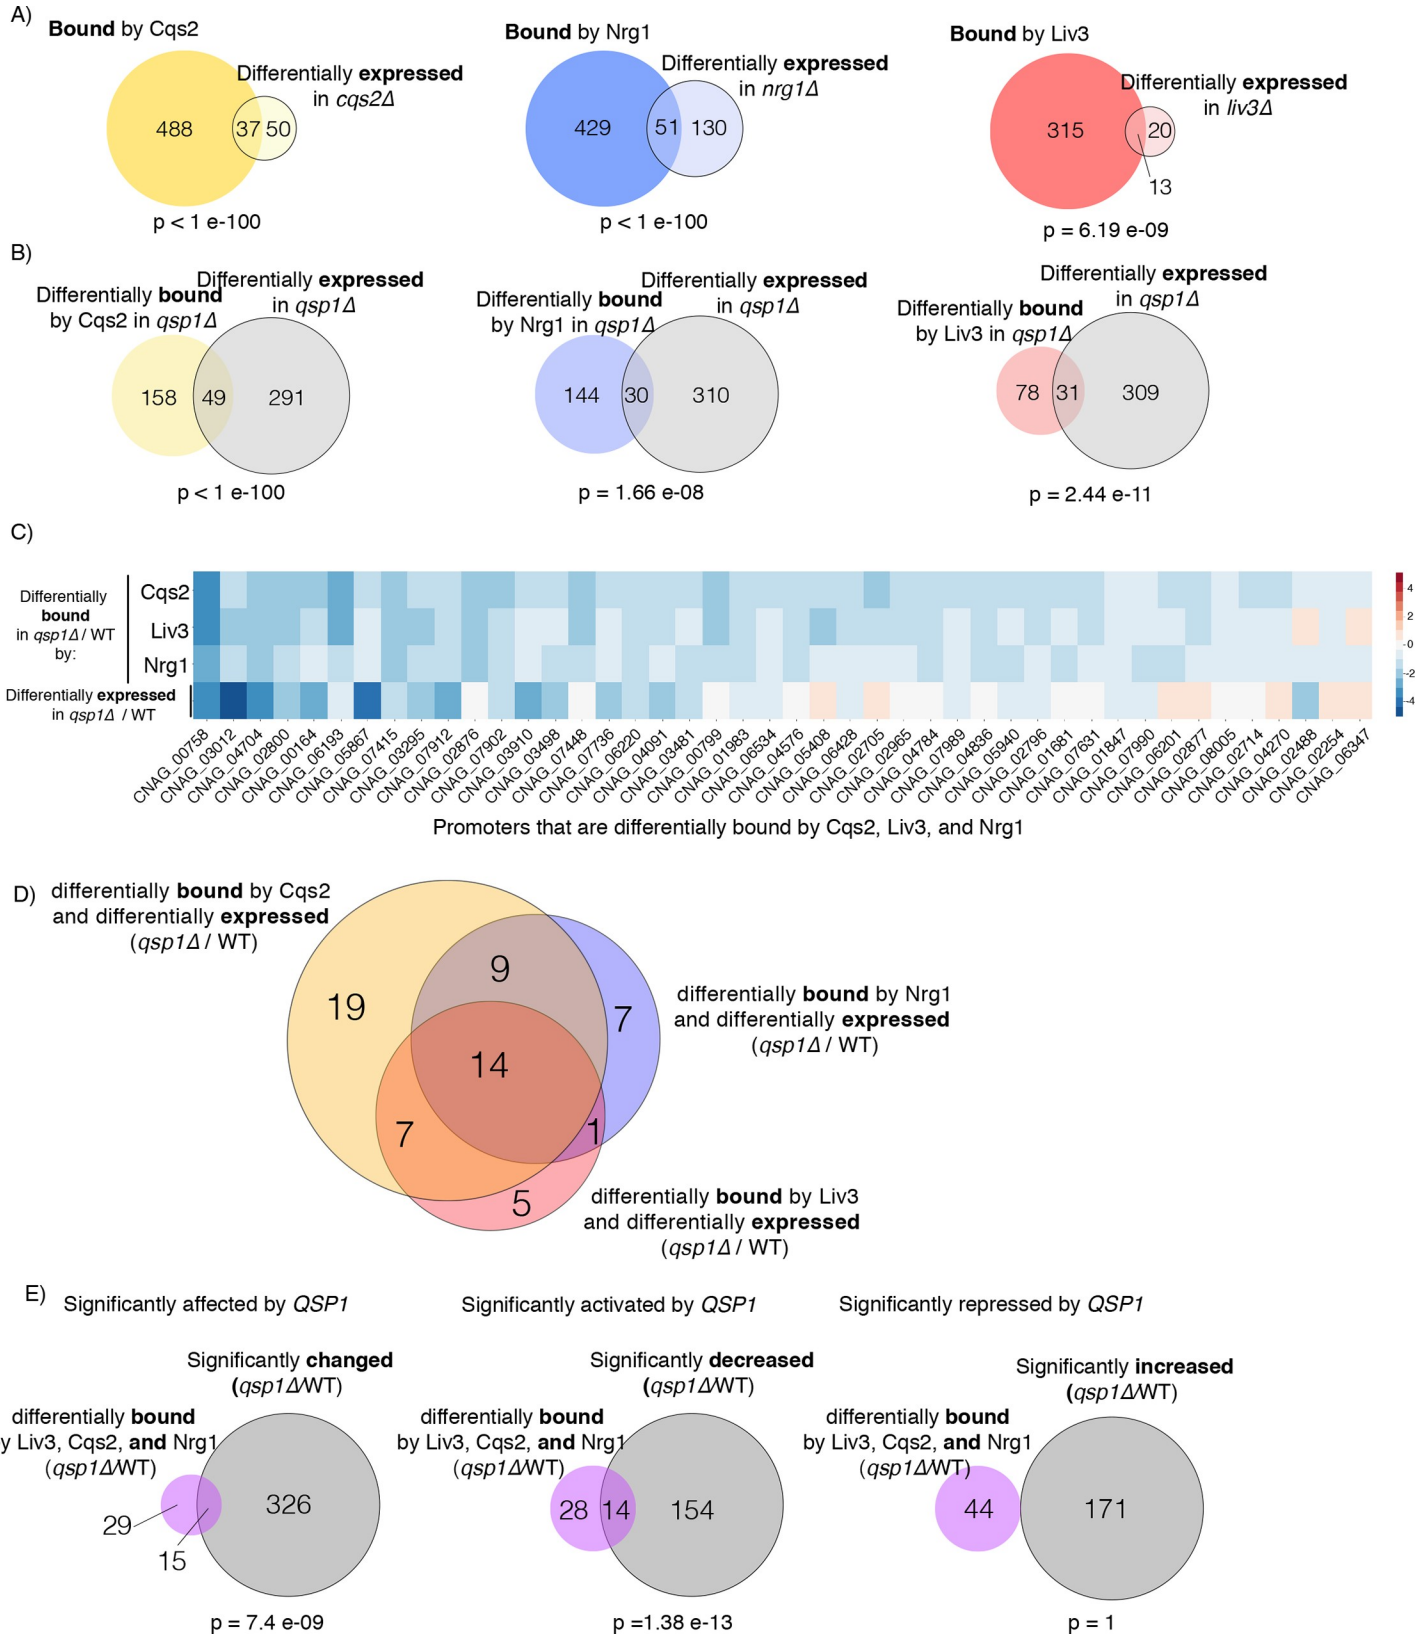 A)
Bound by Cqs2
Differentially expressed
in cqs2Δ
488
37
50
p < 1 e-100
Bound by Nrg1
Differentially expressed
in nrg1Δ
429
51
130
p < 1 e-100
Bound by Liv3
Differentially expressed
in liv3Δ
315
20
13
p = 6.19 e-09
B)
Differentially bound
by Cqs2 in qsp1Δ
Differentially expressed
in qsp1Δ
158
49
291
p < 1 e-100
Differentially bound
by Nrg1 in qsp1Δ
Differentially expressed
in qsp1Δ
144
30
310
p = 1.66 e-08
Differentially bound
by Liv3 in qsp1Δ
Differentially expressed
in qsp1Δ
78
31
309
p = 2.44 e-11
C)
Differentially
bound
in qsp1Δ / WT
by:
Cqs2
Liv3
Nrg1
Differentially expressed
in qsp1Δ / WT
4
2
0
-2
-4
CNAG_00758
CNAG_03012
CNAG_04704
CNAG_02800
CNAG_00164
CNAG_06193
CNAG_05867
CNAG_07415
CNAG_03295
CNAG_07912
CNAG_02876
CNAG_07902
CNAG_03910
CNAG_03498
CNAG_07448
CNAG_07736
CNAG_06220
CNAG_04091
CNAG_03481
CNAG_00799
CNAG_01983
CNAG_06534
CNAG_04576
CNAG_05408
CNAG_06428
CNAG_02705
CNAG_02965
CNAG_04784
CNAG_07989
CNAG_04836
CNAG_05940
CNAG_02796
CNAG_01681
CNAG_07631
CNAG_01847
CNAG_07990
CNAG_06201
CNAG_02877
CNAG_08005
CNAG_02714
CNAG_04270
CNAG_02488
CNAG_02254
CNAG_06347
Promoters that are differentially bound by Cqs2, Liv3, and Nrg1
D)
differentially bound by Cqs2
and differentially expressed
(qsp1Δ / WT)
19
9
7
14
7
1
5
differentially bound by Nrg1
and differentially expressed
(qsp1Δ / WT)
differentially bound by Liv3
and differentially expressed
(qsp1Δ / WT)
E)
Significantly affected by QSP1
Significantly changed
(qsp1Δ/WT)
differentially bound
y Liv3, Cqs2, and Nrg1
(qsp1Δ/WT)
326
29
15
p = 7.4 e-09
Significantly activated by QSP1
Significantly decreased
(qsp1Δ/WT)
differentially bound
by Liv3, Cqs2, and Nrg1
(qsp1Δ/WT)
28
14
154
p =1.38 e-13
Significantly repressed by QSP1
Significantly increased
(qsp1Δ/WT)
differentially bound
by Liv3, Cqs2, and Nrg1
(qsp1Δ/WT)
44
171
p = 1